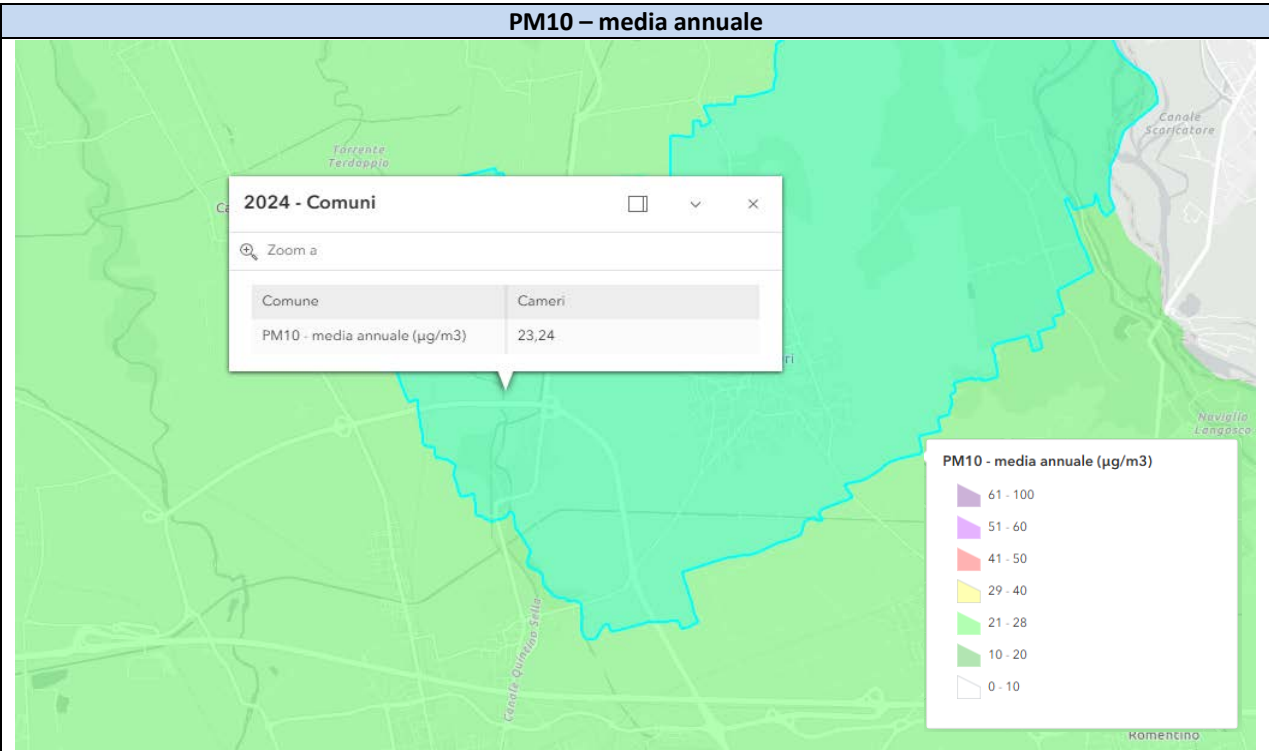 PM10 – media annuale
Canale
Scaricatore
Torrente
Terdoppio
2024 - Comuni
Zoom a
Comune Cameri
PM10 - media annuale (µg/m3) 23,24
Naviglio
Langosco
PM10 - media annuale (µg/m3)
61 - 100
51 - 60
41 - 50
29 - 40
21 - 28
10 - 20
0 - 10
Canale Quintino Sella
Romentino